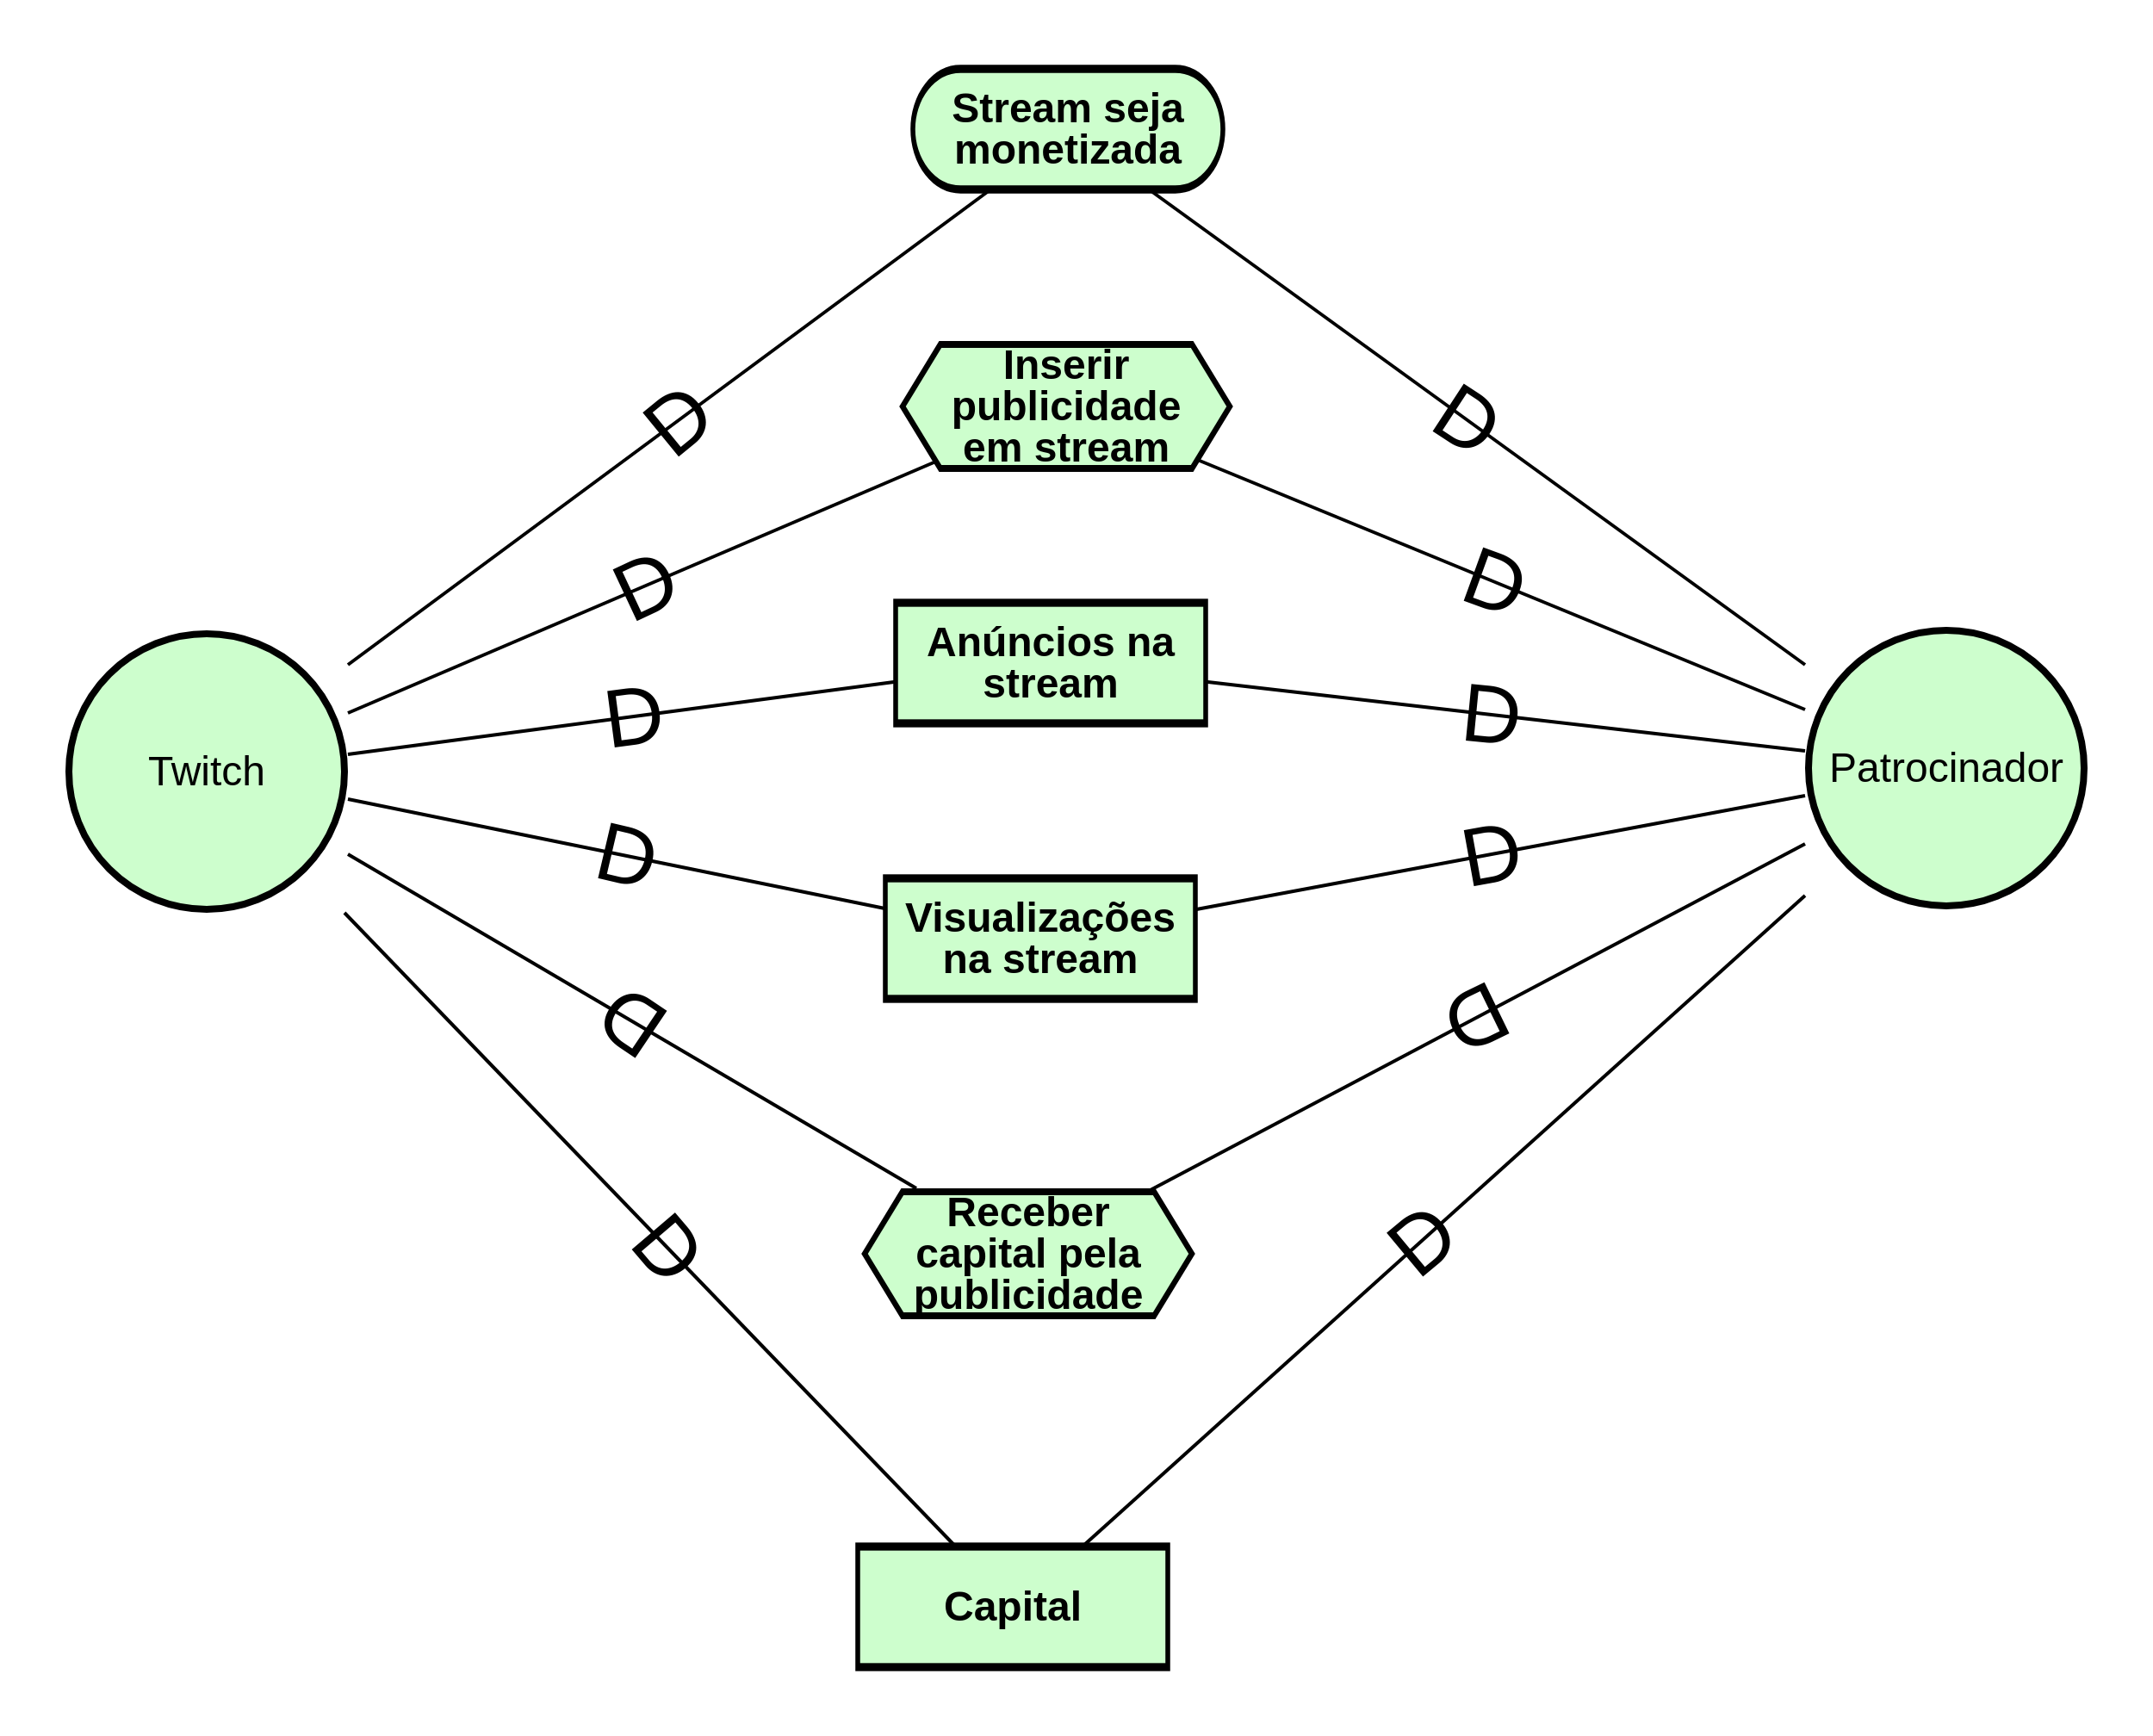 Stream seja
monetizada
Inserir
publicidade
em stream
D
D
D
D
Anúncios na
stream
D
D
Twitch
Patrocinador
D
D
Visualizações
na stream
D
D
Receber
capital pela
publicidade
D
D
Capital